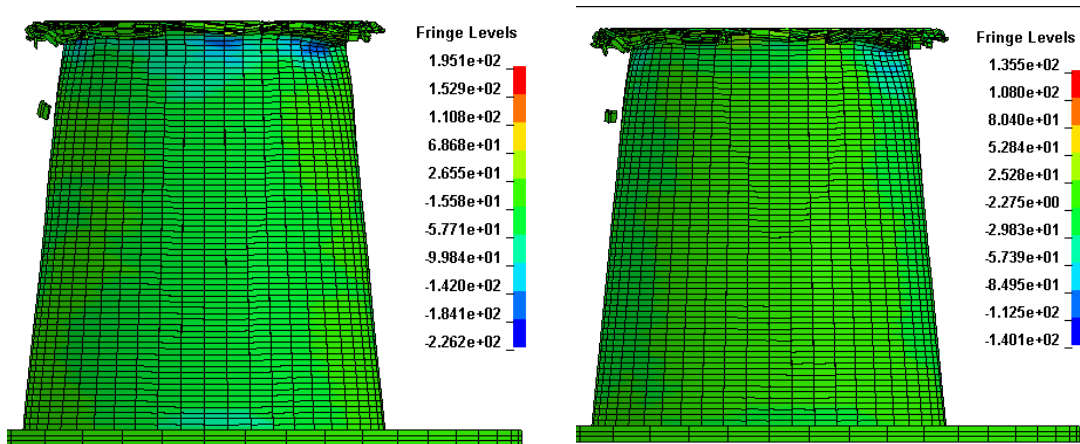 Fringe Levels
1.951e+02
1.529e+02
1.108e+02
6.868e+01
2.655e+01
-1.558e+01
-5.771e+01
-9.984e+01
-1.420e+02
-1.841e+02
-2.262e+02
Fringe Levels
1.355e+02
1.080e+02
8.040e+01
5.284e+01
2.528e+01
-2.275e+00
-2.983e+01
-5.739e+01
-8.495e+01
-1.125e+02
-1.401e+02